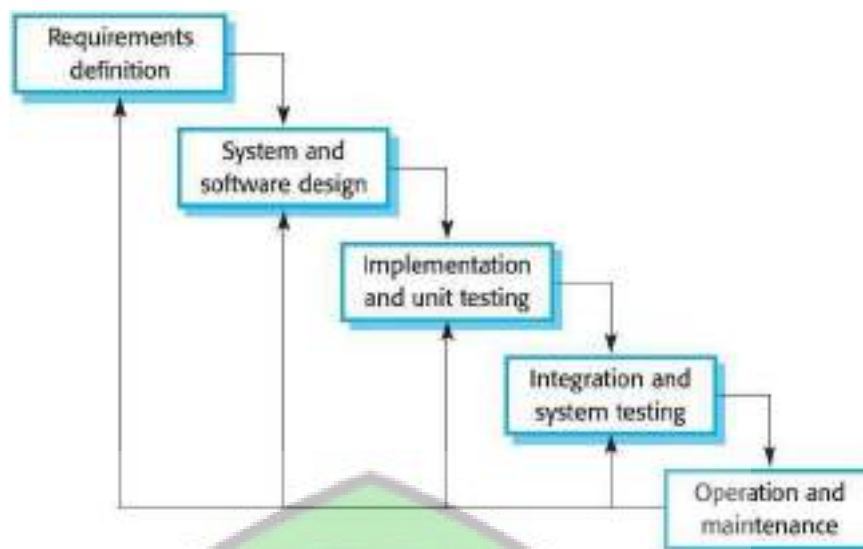 Requirements
definition
System and
software design
Implementation
and unit testing
Integration and
system testing
Operation and
maintenance